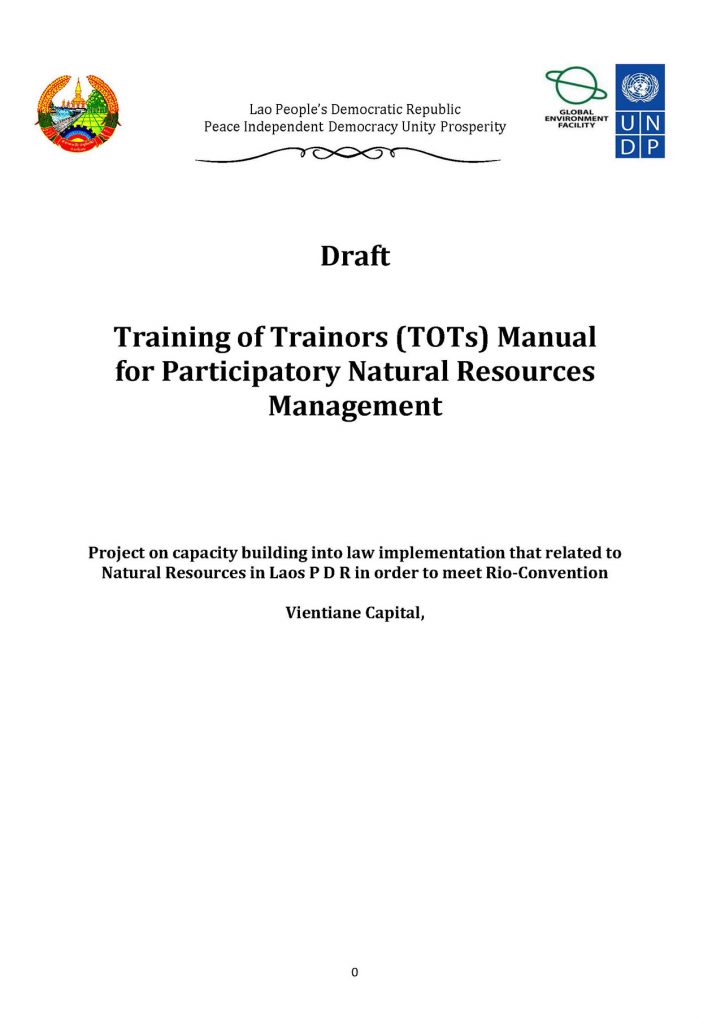 Lao People's Democratic Republic
Peace Independent Democracy Unity Prosperity
GLOBAL
ENVIRONMENT
FACILITY
U N
D P
Draft
Training of Trainors (TOTs) Manual
for Participatory Natural Resources
Management
Project on capacity building into law implementation that related to
Natural Resources in Laos P D R in order to meet Rio-Convention
Vientiane Capital,
0